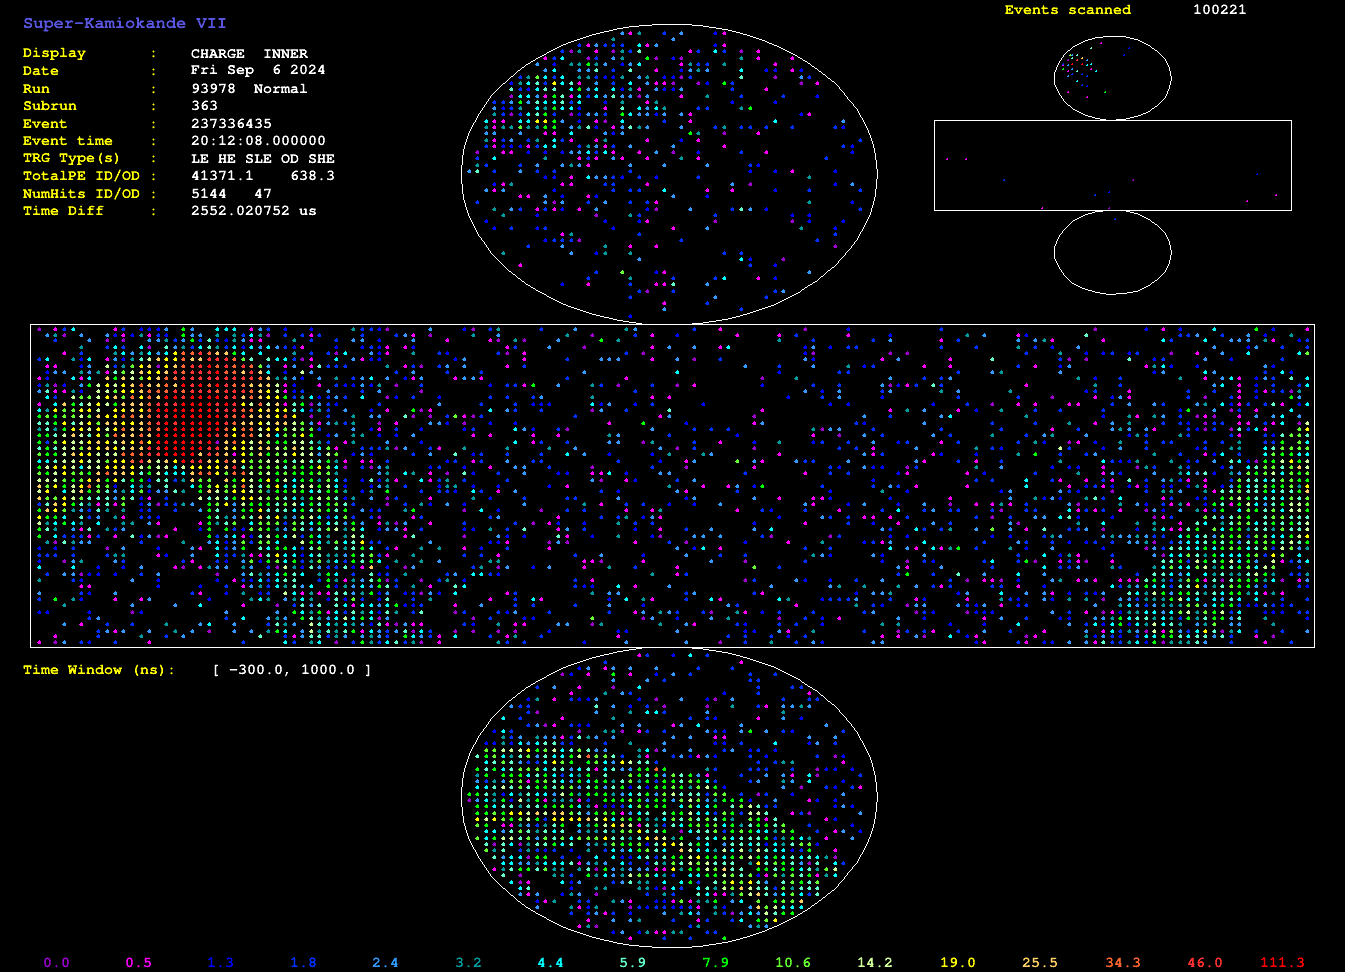 Super-Kamiokande VII
Events scanned 100221
Display : CHARGE INNER
Date : Fri Sep 6 2024
Run : 93978 Normal
Subrun : 363
Event : 237336435
Event time : 20:12:08.000000
TRG Type(s) : LE HE SLE OD SHE
TotalPE ID/OD : 41371.1 638.3
NumHits ID/OD : 5144 47
Time Diff : 2552.020752 us
Time Window (ns): [ -300.0, 1000.0 ]
0.0 0.5 1.3 1.8 2.4 3.2 4.4 5.9 7.9 10.6 14.2 19.0 25.5 34.3 46.0 111.3